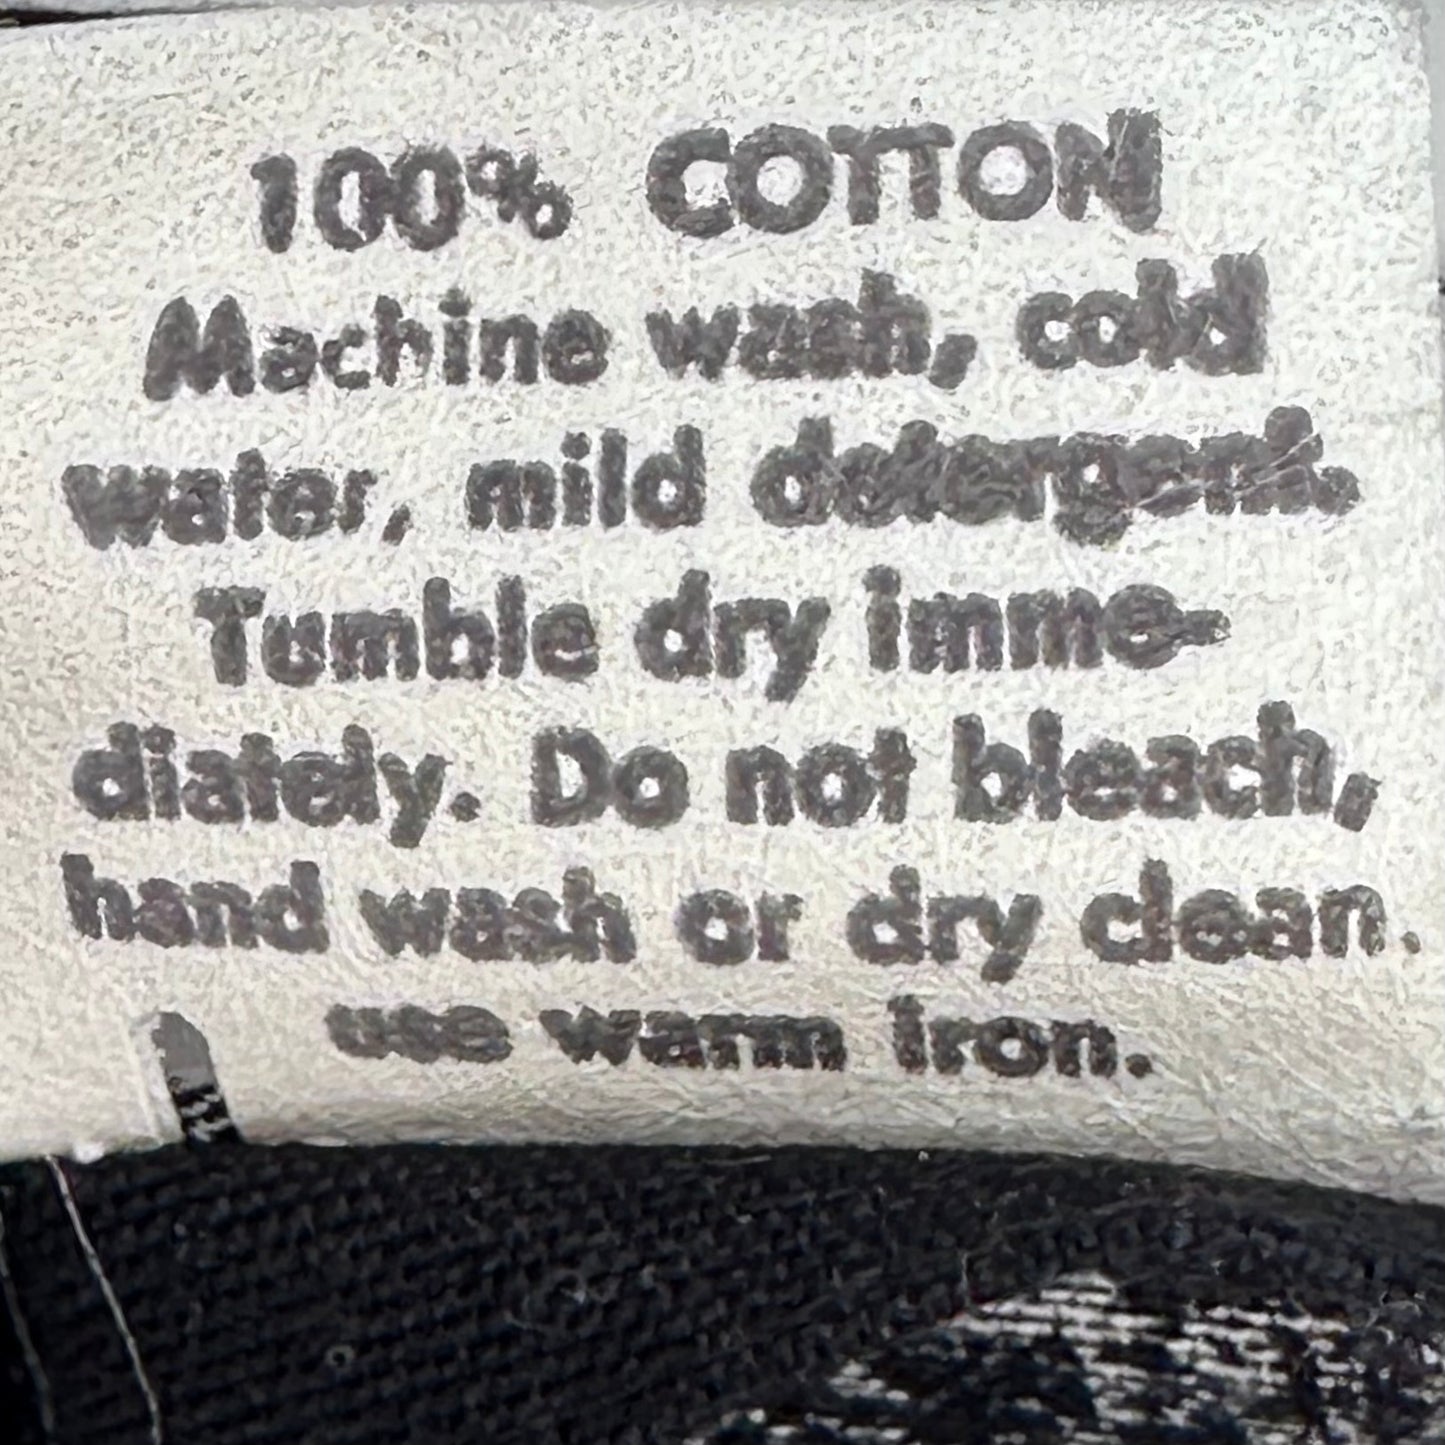 100% COTTON
Machine wash, cold
water, mild detergent.
Tumble dry imme-
diately. Do not bleach,
hand wash or dry clean.
use warm iron.